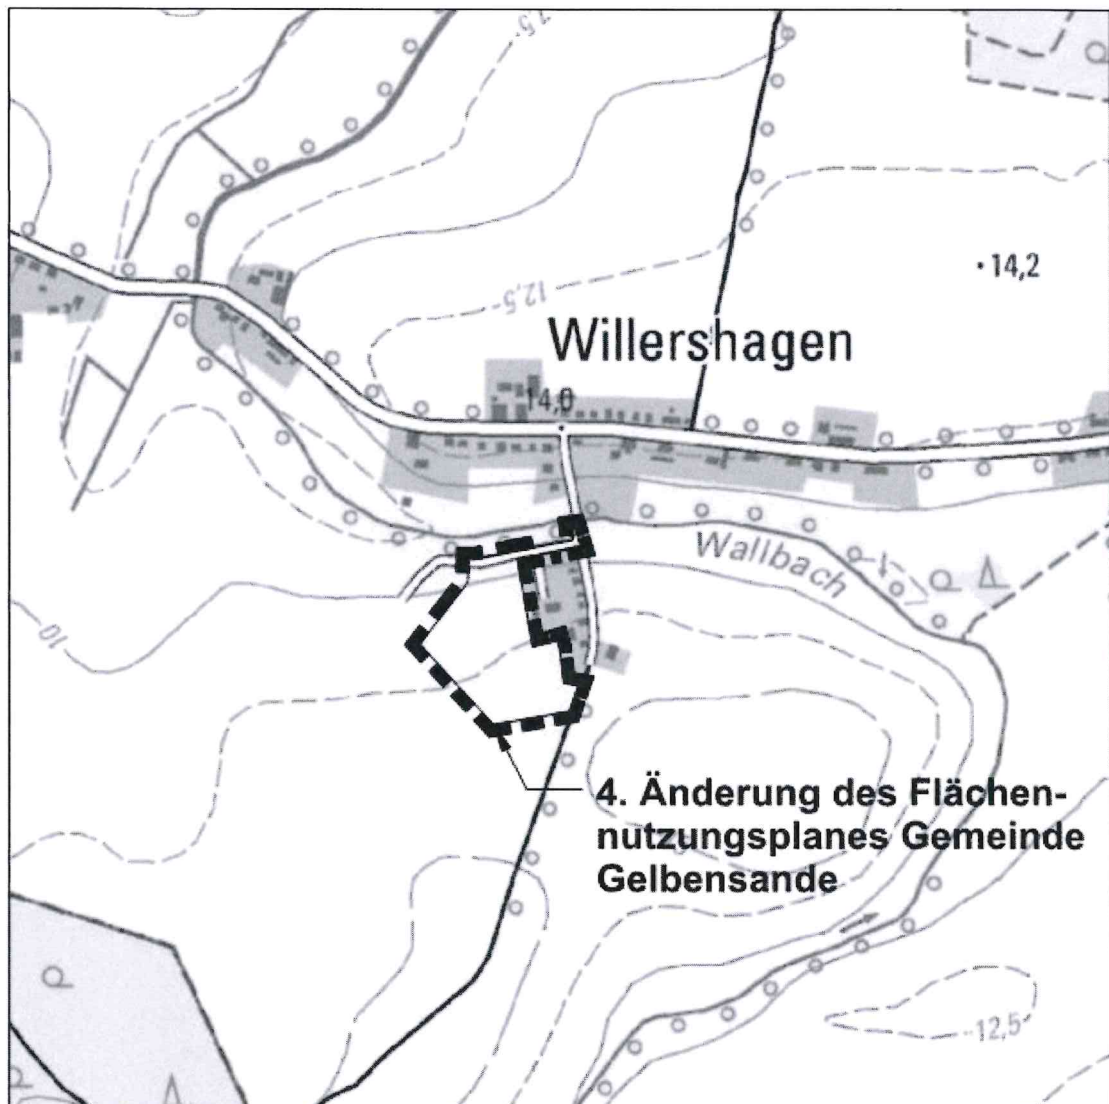 7,5
14,2
12,5
Willershagen
14,0
Wallbach
10
4. Änderung des Flächen-
nutzungsplanes Gemeinde
Gelbensande
12,5